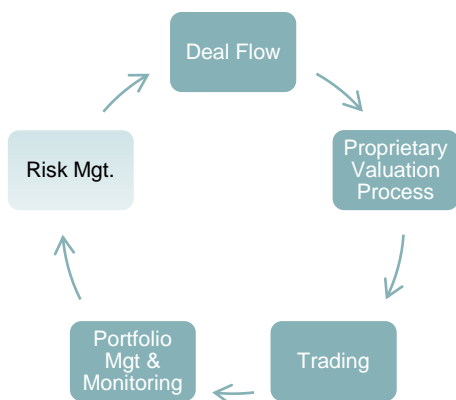 Deal Flow
Proprietary
Valuation
Process
Trading
Portfolio
Mgt &
Monitoring
Risk Mgt.